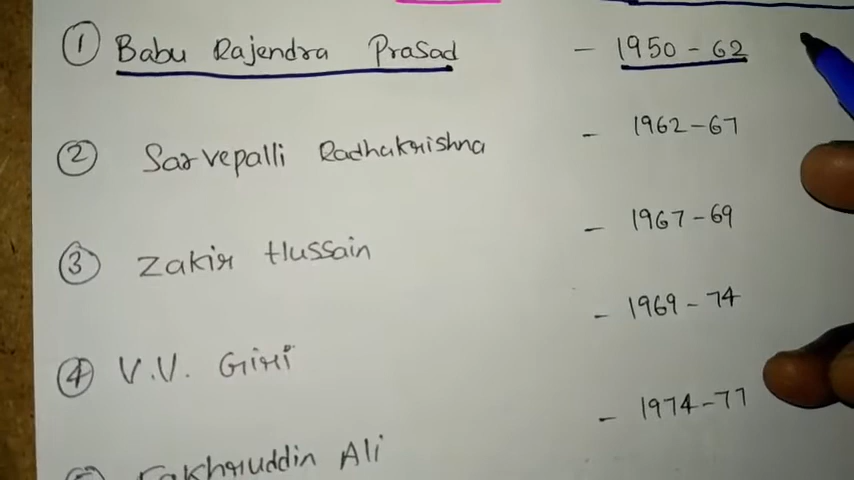 ① Babu Rajendra Prasad - 1950 - 62
② Sarvepalli Radhakrishna - 1962-67
③ Zakir Hussain - 1967-69
④ V.V. Giri - 1969-74
⑤ Fakhruddin Ali - 1974-77